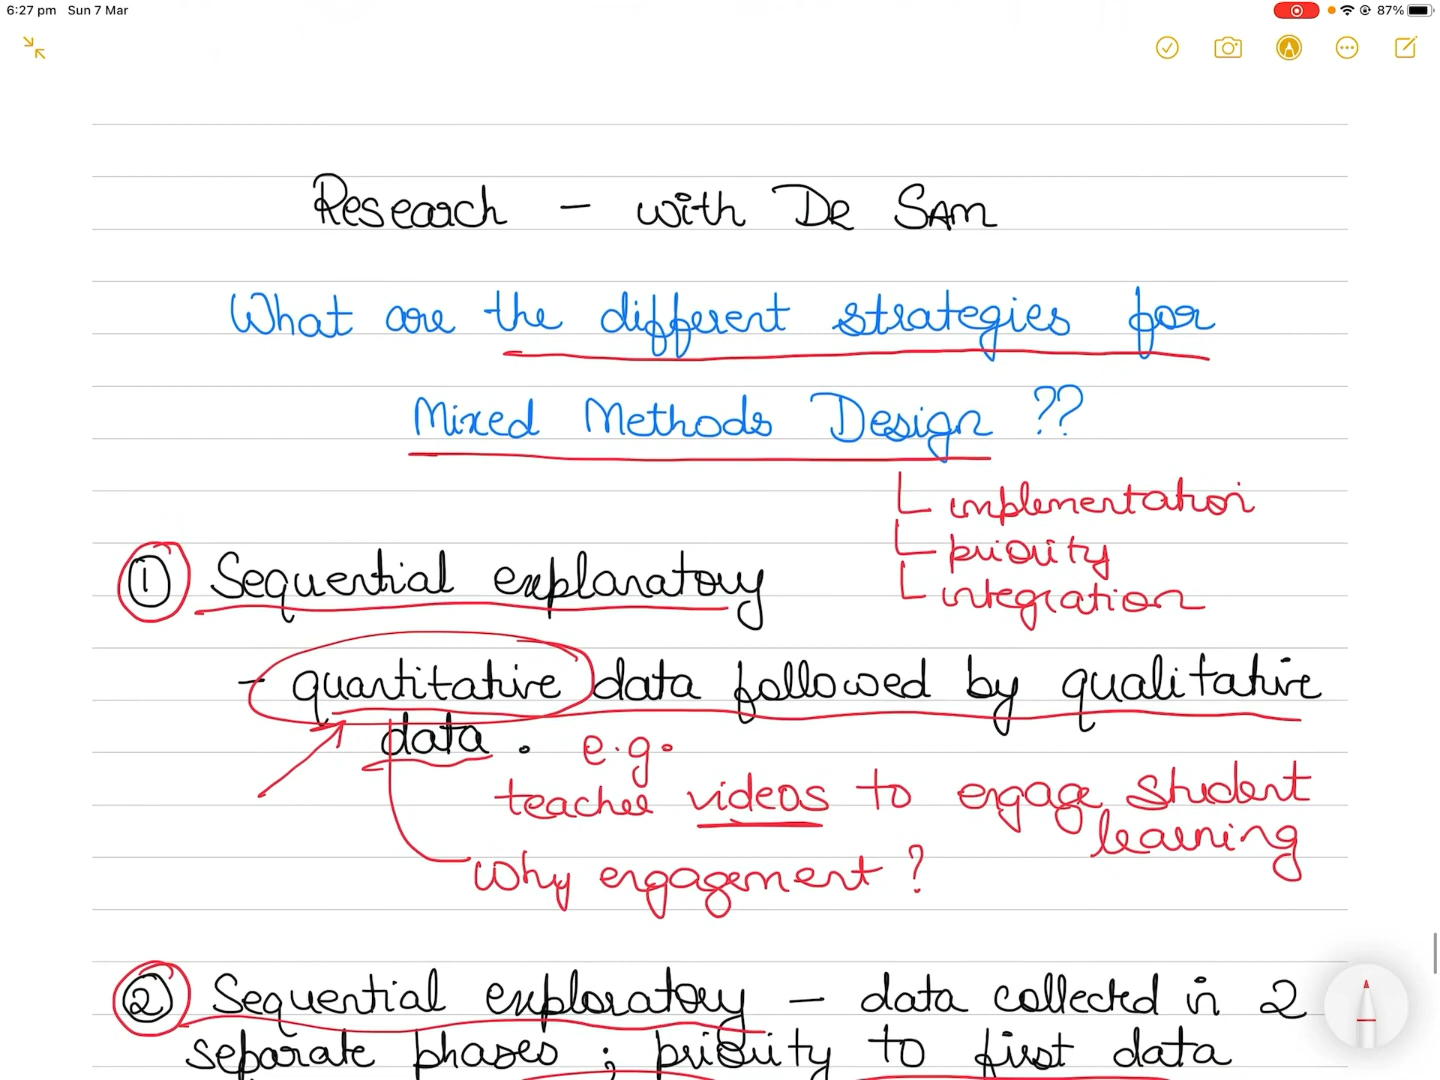 6:27 pm Sun 7 Mar
87%
Research - with DR SAM
What are the different strategies for
Mixed Methods Design ??
implementation
priority
integration
① Sequential explanatory
- quantitative data followed by qualitative
data.
e.g.
teacher videos to engage student
learning
Why engagement?
② Sequential exploratory - data collected in 2
separate phases; priority to first data